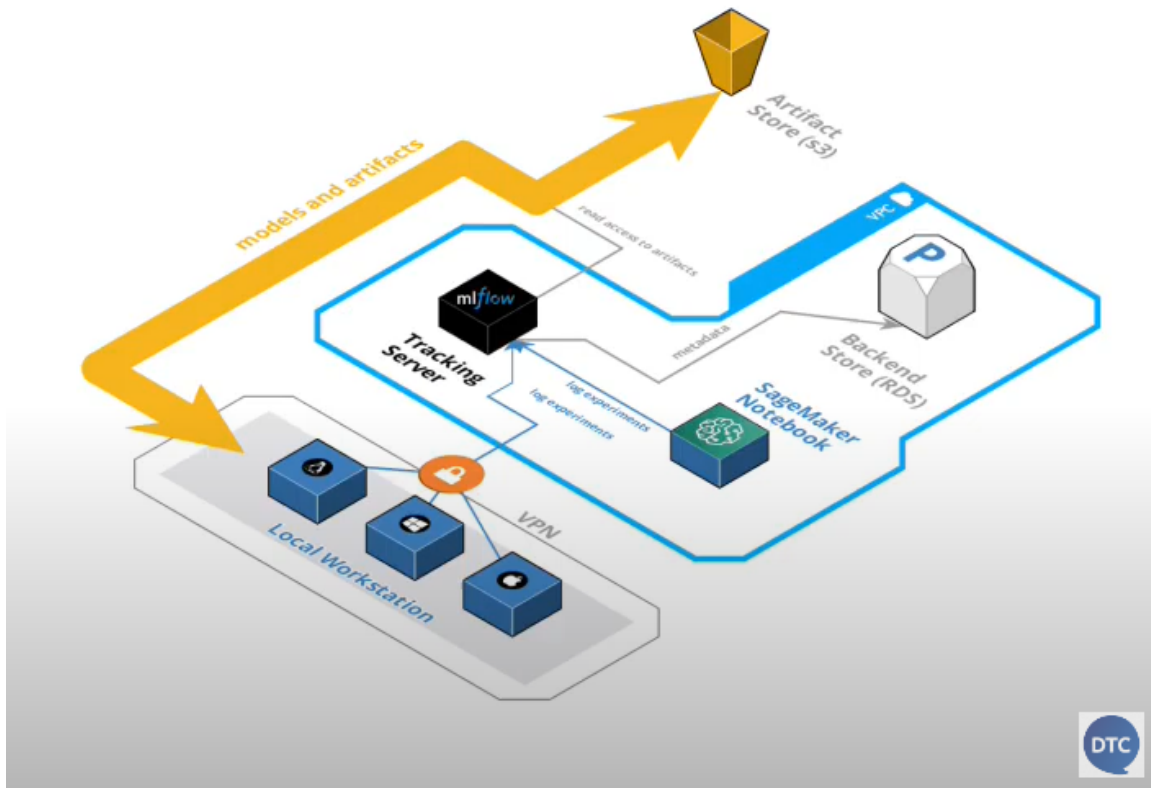 Artifact
Store (s3)
models and artifacts
read access to artifacts
VPC
P
mlflow
Tracking
Server
metadata
Backend
Store (RDS)
log experiments
log experiments
SageMaker
Notebook
VPN
Local Workstation
DTC